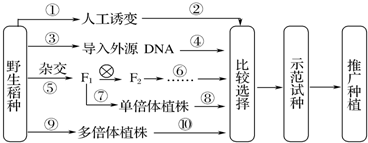 ① 人工诱变 ②
③ 导入外源 DNA ④
杂交 ⑤ F₁ ⊗ F₂ …… ⑥
⑦ 单倍体植株 ⑧
⑨ 多倍体植株 ⑩
野生稻种
比较选择
示范试种
推广种植